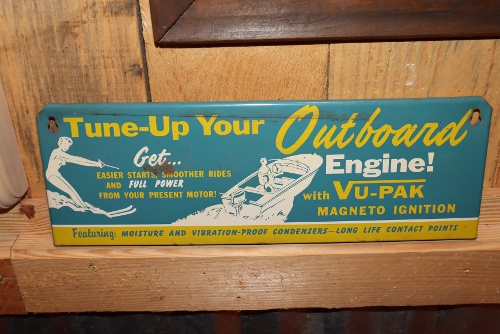 Tune-Up Your Outboard
Engine!
Get...
EASIER STARTS, SMOOTHER RIDES
AND FULL POWER
FROM YOUR PRESENT MOTOR!
with VU-PAK
MAGNETO IGNITION
Featuring: MOISTURE AND VIBRATION-PROOF CONDENSERS—LONG LIFE CONTACT POINTS